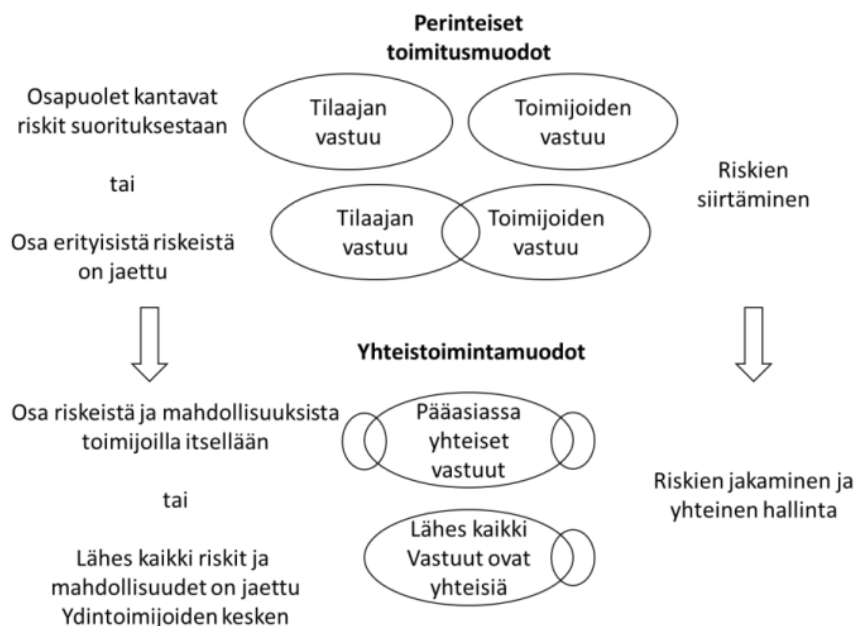 Perinteiset
toimitusmuodot
Osapuolet kantavat
riskit suorituksestaan
tai
Osa erityisistä riskeistä
on jaettu
Tilaajan
vastuu
Toimijoiden
vastuu
Tilaajan
vastuu
Toimijoiden
vastuu
Riskien
siirtäminen
Yhteistoimintamuodot
Osa riskeistä ja mahdollisuuksista
toimijoilla itsellään
tai
Lähes kaikki riskit ja
mahdollisuudet on jaettu
Ydintoimijoiden kesken
Pääasiassa
yhteiset
vastuut
Lähes kaikki
Vastuut ovat
yhteisiä
Riskien jakaminen ja
yhteinen hallinta